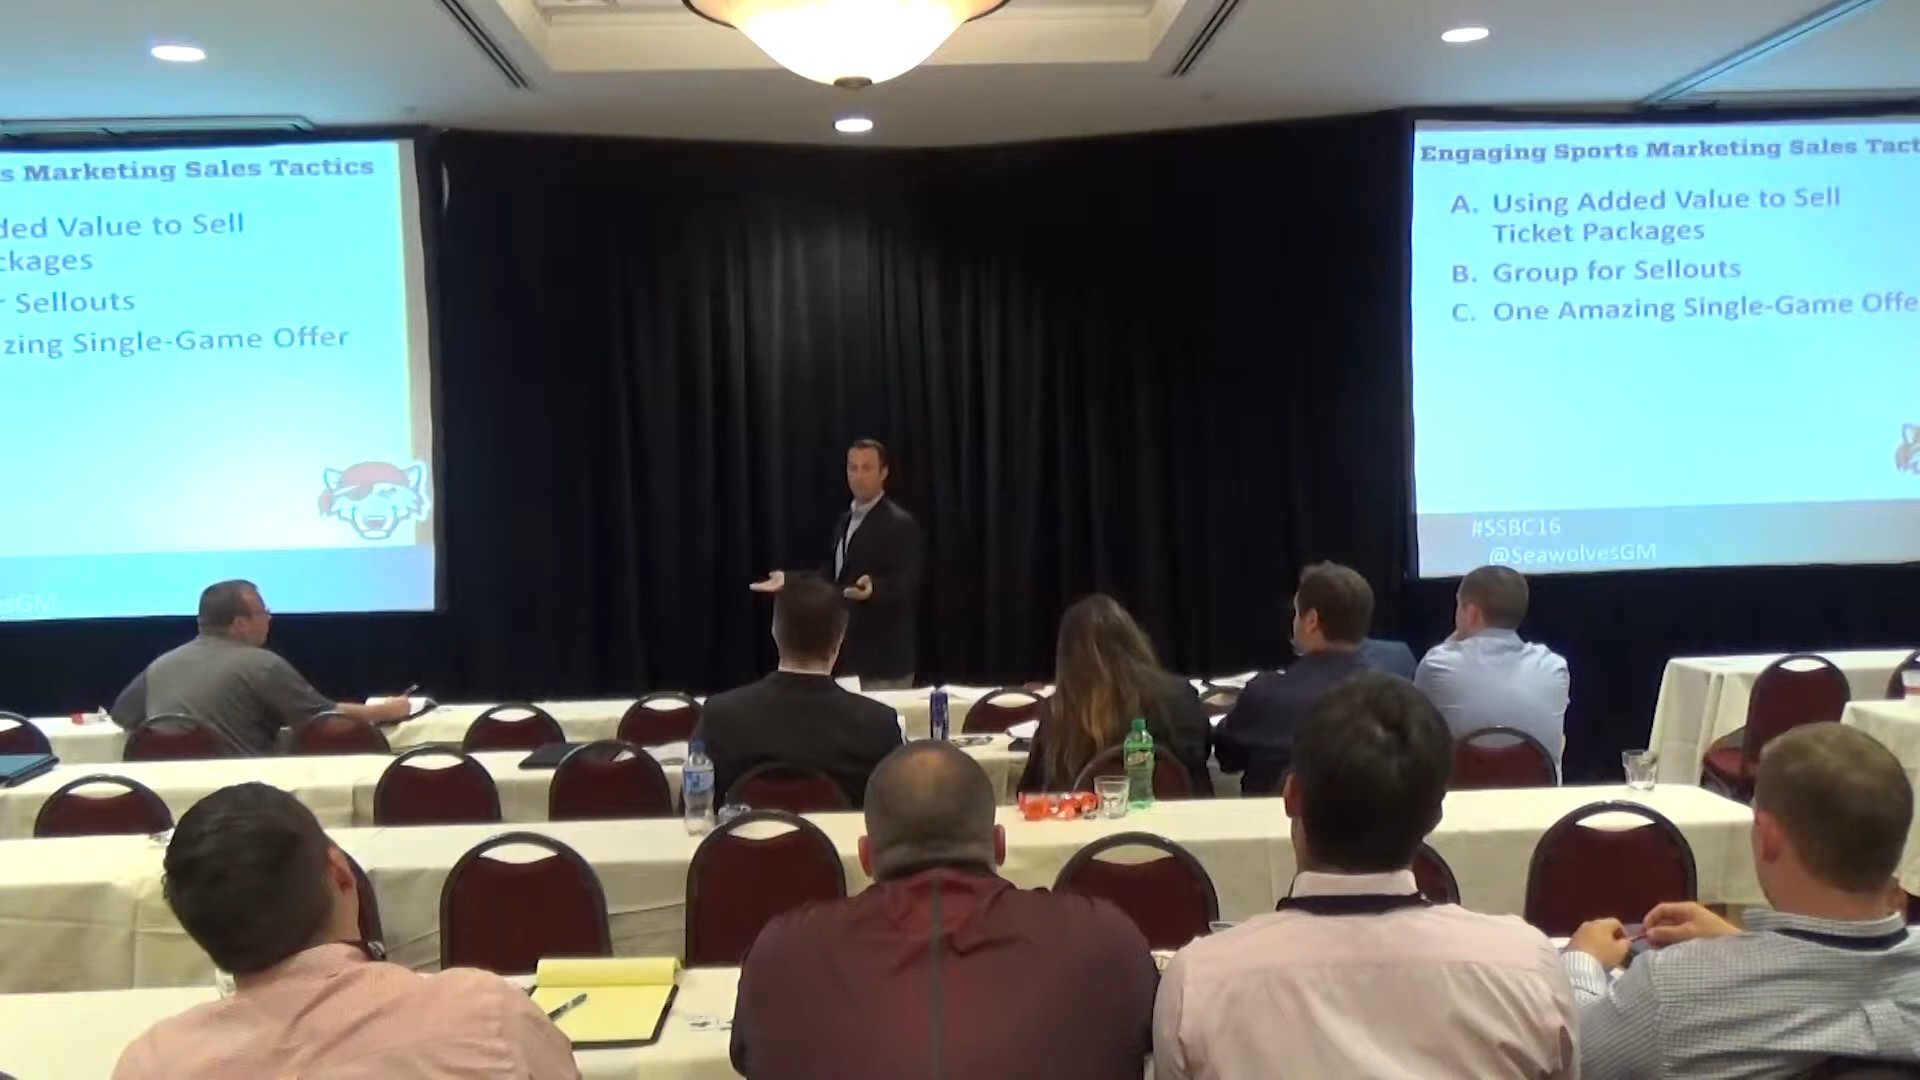 s Marketing Sales Tactics
ded Value to Sell
ckages
r Sellouts
zing Single-Game Offer
esGM
Engaging Sports Marketing Sales Tact
A. Using Added Value to Sell
Ticket Packages
B. Group for Sellouts
C. One Amazing Single-Game Offe
#SSBC16
@SeawolvesGM